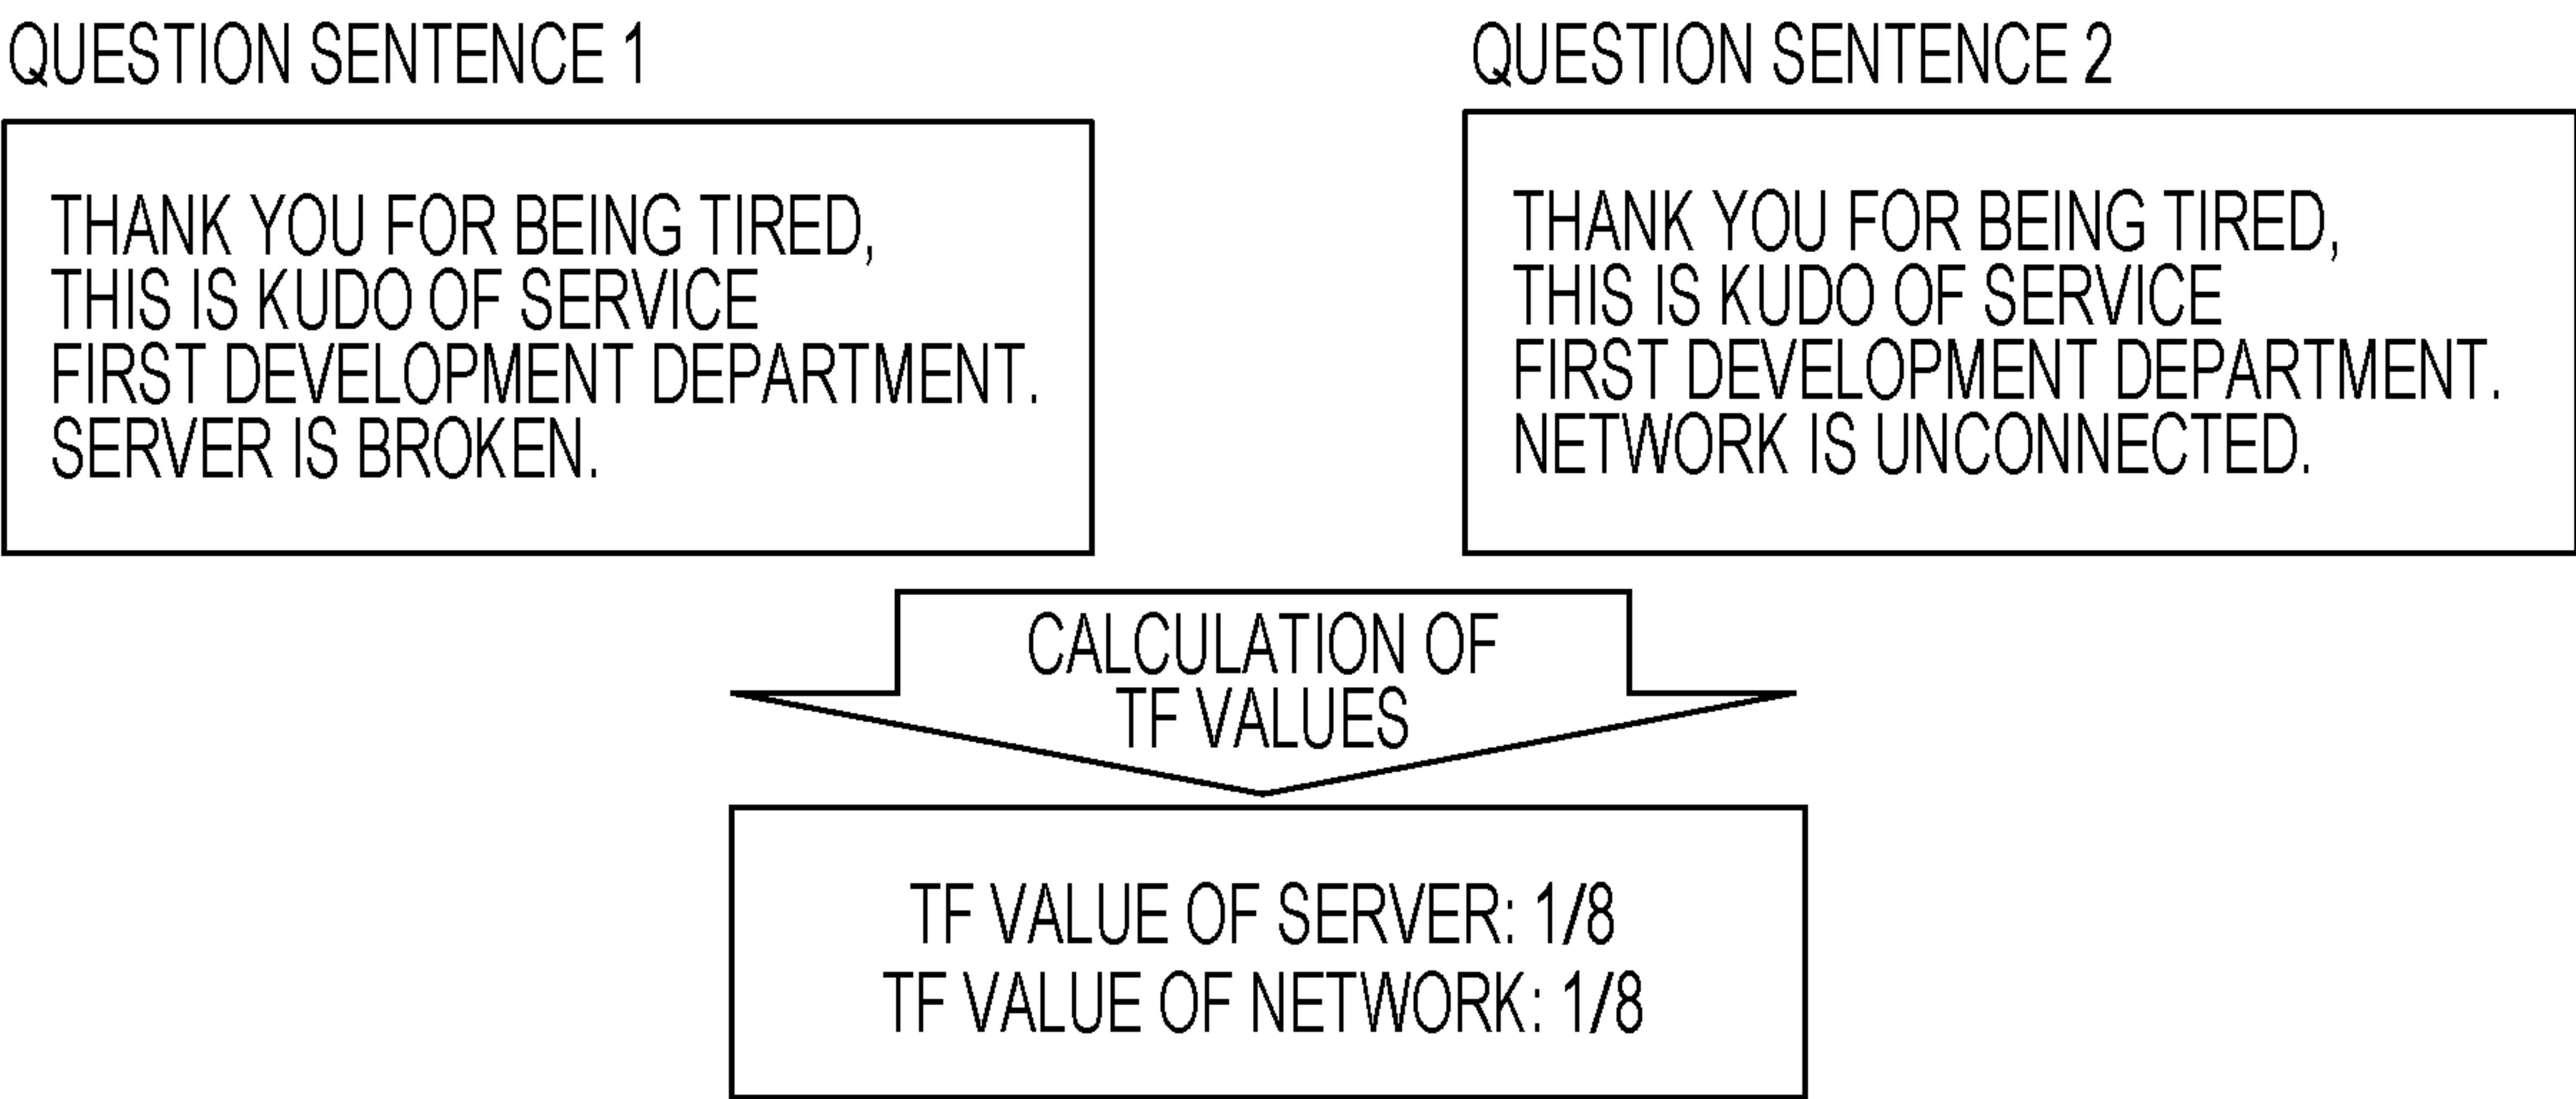 QUESTION SENTENCE 1
THANK YOU FOR BEING TIRED,
THIS IS KUDO OF SERVICE
FIRST DEVELOPMENT DEPARTMENT.
SERVER IS BROKEN.
QUESTION SENTENCE 2
THANK YOU FOR BEING TIRED,
THIS IS KUDO OF SERVICE
FIRST DEVELOPMENT DEPARTMENT.
NETWORK IS UNCONNECTED.
CALCULATION OF
TF VALUES
TF VALUE OF SERVER: 1/8
TF VALUE OF NETWORK: 1/8